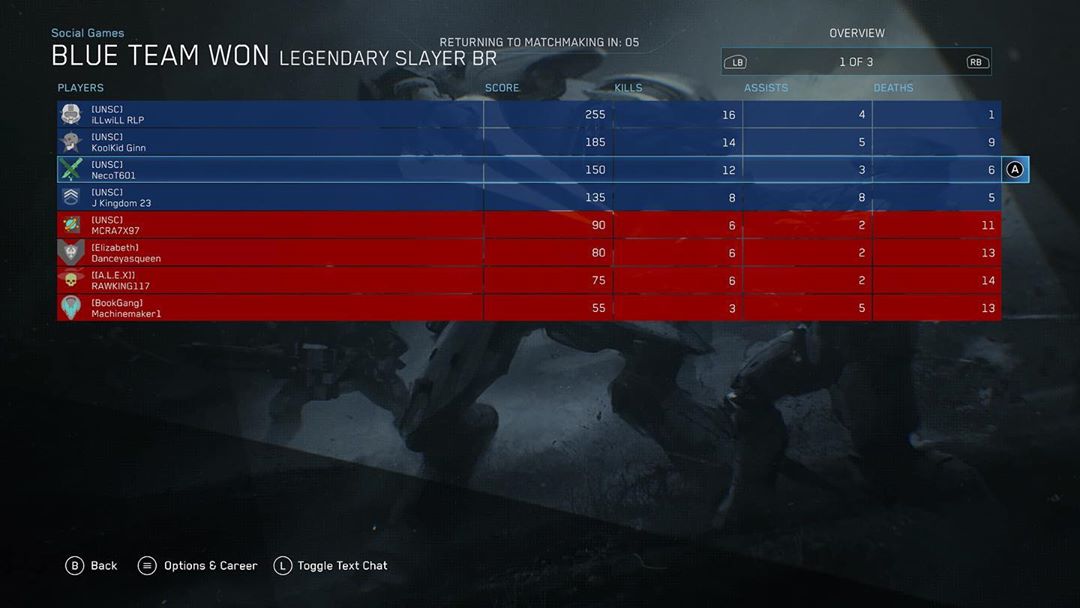 Social Games
BLUE TEAM WON LEGENDARY SLAYER BR
RETURNING TO MATCHMAKING IN: 05
OVERVIEW
LB 1 OF 3 RB
PLAYERS SCORE KILLS ASSISTS DEATHS
[UNSC]
iLLwiLL RLP 255 16 4 1
[UNSC]
KoolKid Ginn 185 14 5 9
[UNSC]
NecoT601 150 12 3 6 A
[UNSC]
J Kingdom 23 135 8 8 5
[UNSC]
MCRA7X97 90 6 2 11
[Elizabeth]
Danceyasqueen 80 6 2 13
[[A.L.E.X]]
RAWKING117 75 6 2 14
[BookGang]
Machinemaker1 55 3 5 13
B Back Options & Career L Toggle Text Chat